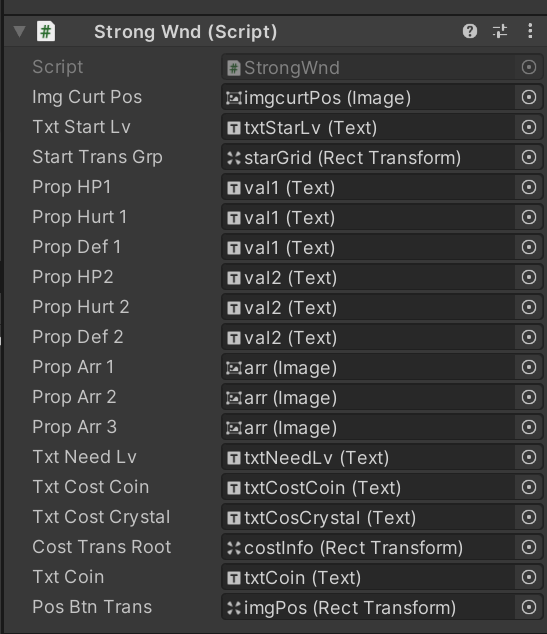 Strong Wnd (Script)
Script StrongWnd
Img Curt Pos imgcurtPos (Image)
Txt Start Lv txtStarLv (Text)
Start Trans Grp starGrid (Rect Transform)
Prop HP1 val1 (Text)
Prop Hurt 1 val1 (Text)
Prop Def 1 val1 (Text)
Prop HP2 val2 (Text)
Prop Hurt 2 val2 (Text)
Prop Def 2 val2 (Text)
Prop Arr 1 arr (Image)
Prop Arr 2 arr (Image)
Prop Arr 3 arr (Image)
Txt Need Lv txtNeedLv (Text)
Txt Cost Coin txtCostCoin (Text)
Txt Cost Crystal txtCosCrystal (Text)
Cost Trans Root costInfo (Rect Transform)
Txt Coin txtCoin (Text)
Pos Btn Trans imgPos (Rect Transform)